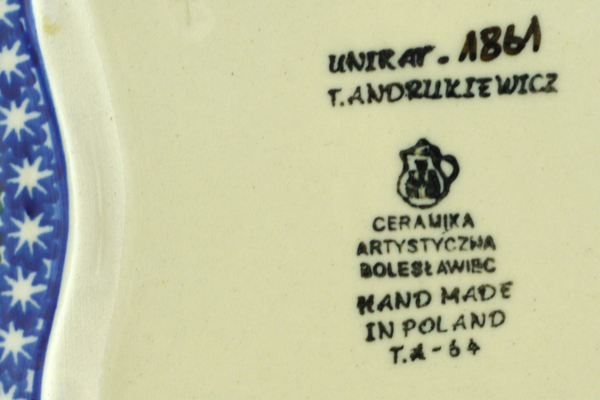 UNIKAT - 1861
T. ANDRUKIEWICZ
CERAMIKA
ARTYSTYCZNA
BOLESŁAWIEC
HAND MADE
IN POLAND
T.A-64